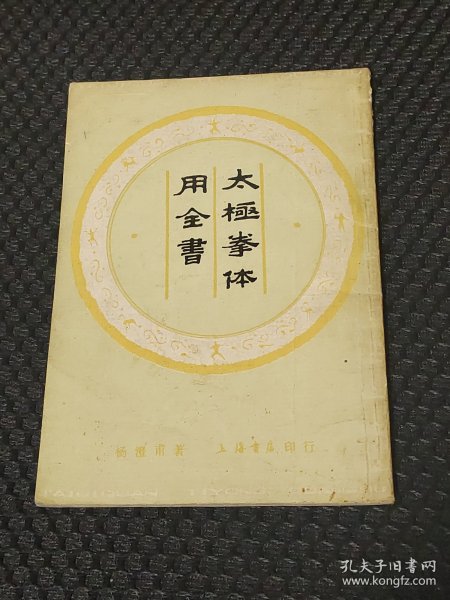 太極拳体
用全書
杨澄甫著 上海書店印行
孔夫子旧书网
www.kongfz.com